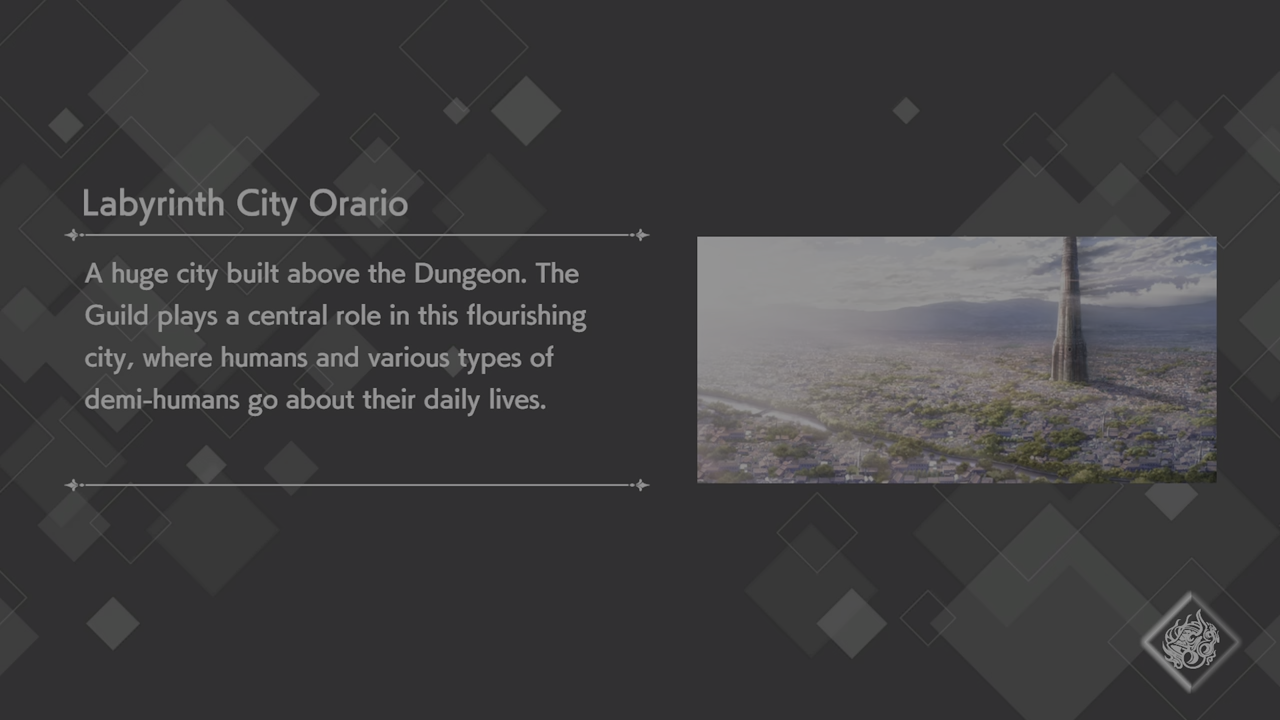 Labyrinth City Orario
A huge city built above the Dungeon. The
Guild plays a central role in this flourishing
city, where humans and various types of
demi-humans go about their daily lives.